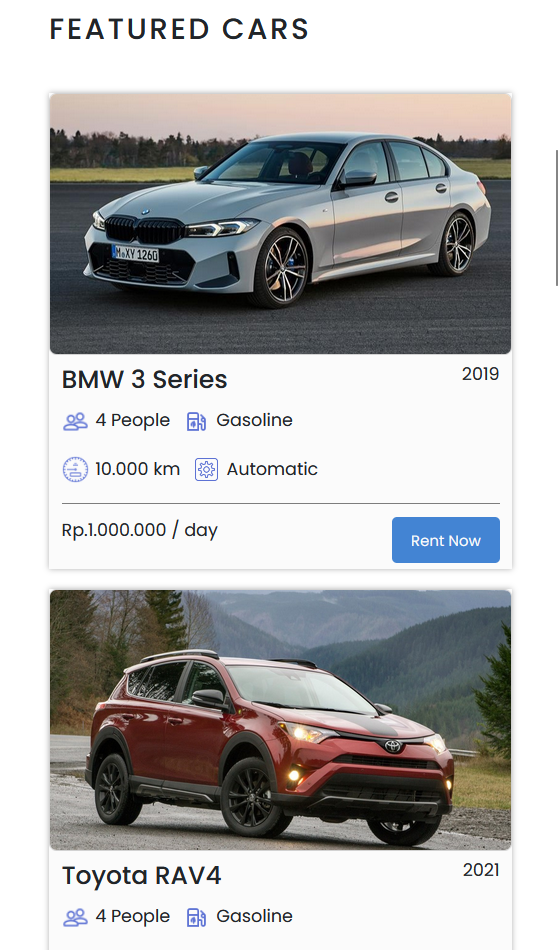 FEATURED CARS
M XY 1260
BMW 3 Series
2019
4 People
Gasoline
10.000 km
Automatic
Rp.1.000.000 / day
Rent Now
Toyota RAV4
2021
4 People
Gasoline